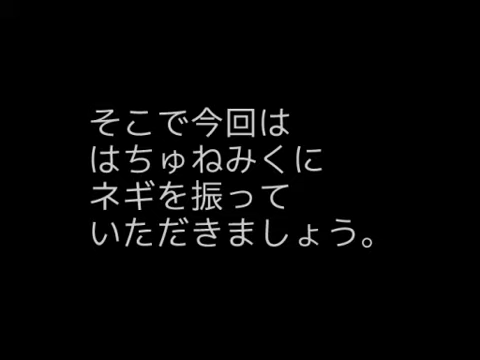 そこで今回は
はちゅねみくに
ネギを振って
いただきましょう。